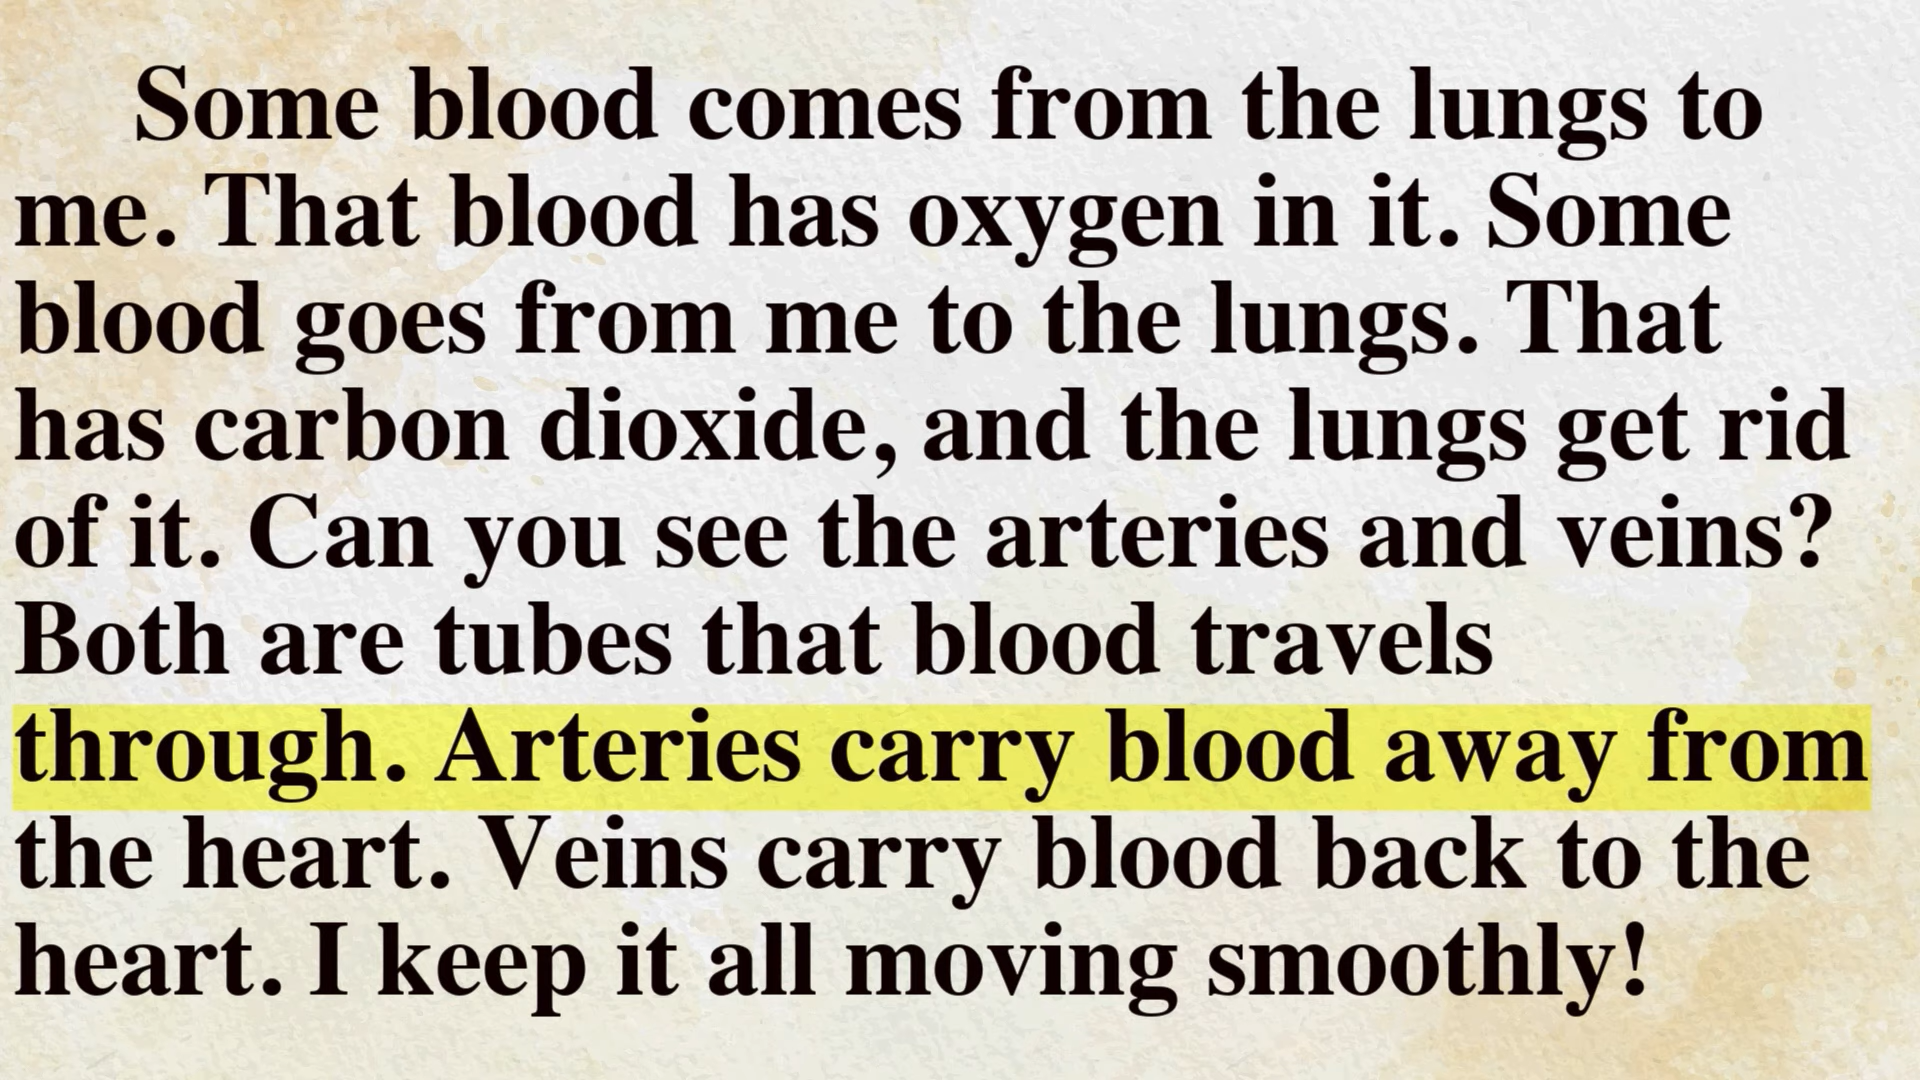 Some blood comes from the lungs to
me. That blood has oxygen in it. Some
blood goes from me to the lungs. That
has carbon dioxide, and the lungs get rid
of it. Can you see the arteries and veins?
Both are tubes that blood travels
through. Arteries carry blood away from
the heart. Veins carry blood back to the
heart. I keep it all moving smoothly!